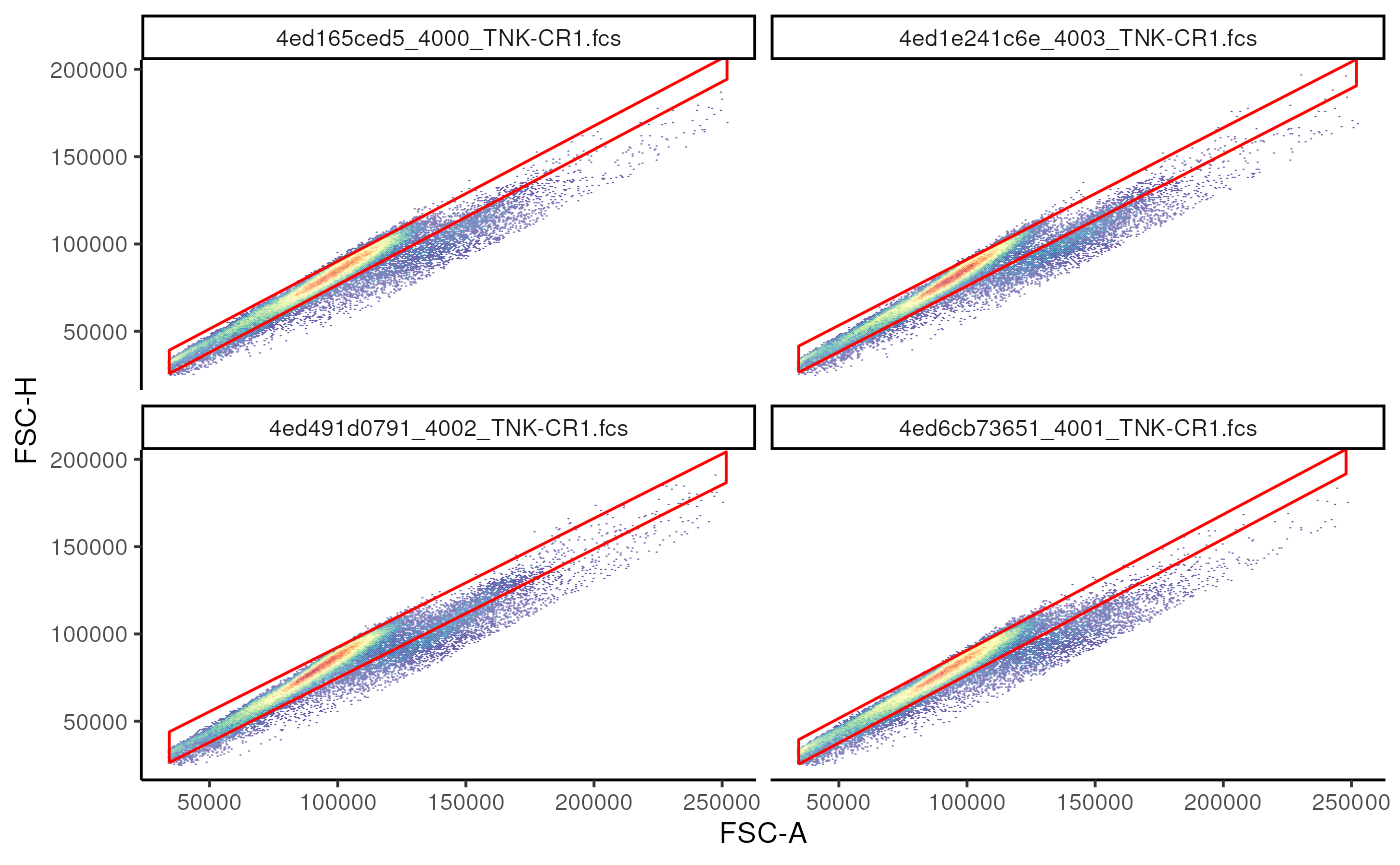 4ed165ced5_4000_TNK-CR1.fcs
4ed1e241c6e_4003_TNK-CR1.fcs
200000
150000
100000
50000
FSC-H
4ed491d0791_4002_TNK-CR1.fcs
4ed6cb73651_4001_TNK-CR1.fcs
200000
150000
100000
50000
50000 100000 150000 200000 250000
50000 100000 150000 200000 250000
FSC-A